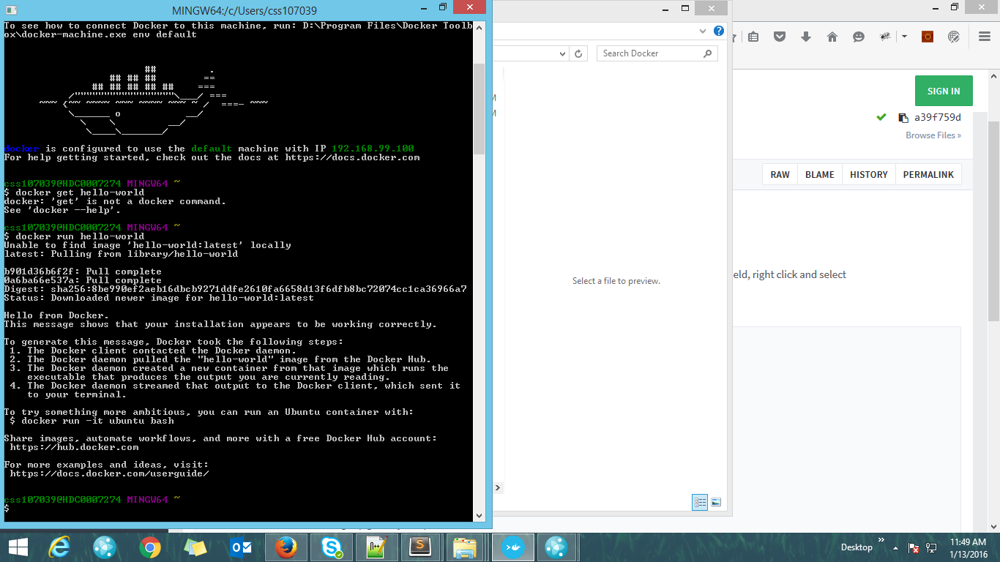 MINGW64:/c/Users/css107039
To see how to connect Docker to this machine, run: D:\Program Files\Docker Toolb
ox\docker-machine.exe env default
                        ##         .
                  ## ## ##        ==
               ## ## ## ## ##    ===
           /"""""""""""""""""\___/ ===
      ~~~ {~~ ~~~~ ~~~ ~~~~ ~~~ ~ /  ===- ~~~
           \______ o           __/
             \    \         __/
              \____\_______/
docker is configured to use the default machine with IP 192.168.99.100
For help getting started, check out the docs at https://docs.docker.com
css107039@HDC0007274 MINGW64 ~
$ docker get hello-world
docker: 'get' is not a docker command.
See 'docker --help'.
css107039@HDC0007274 MINGW64 ~
$ docker run hello-world
Unable to find image 'hello-world:latest' locally
latest: Pulling from library/hello-world
b901d36b6f2f: Pull complete
0a6ba66e537a: Pull complete
Digest: sha256:8be990ef2aeb16dbcb9271ddfe2610fa6658d13f6dfb8bc72074cc1ca36966a7
Status: Downloaded newer image for hello-world:latest
Hello from Docker.
This message shows that your installation appears to be working correctly.
To generate this message, Docker took the following steps:
1. The Docker client contacted the Docker daemon.
2. The Docker daemon pulled the "hello-world" image from the Docker Hub.
3. The Docker daemon created a new container from that image which runs the
executable that produces the output you are currently reading.
4. The Docker daemon streamed that output to the Docker client, which sent it
to your terminal.
To try something more ambitious, you can run an Ubuntu container with:
$ docker run -it ubuntu bash
Share images, automate workflows, and more with a free Docker Hub account:
https://hub.docker.com
For more examples and ideas, visit:
https://docs.docker.com/userguide/
css107039@HDC0007274 MINGW64 ~
$
Search Docker
M
M
Select a file to preview.
SIGN IN
a39f759d
Browse Files »
RAW BLAME HISTORY PERMALINK
eld, right click and select
Desktop
11:49 AM
1/13/2016